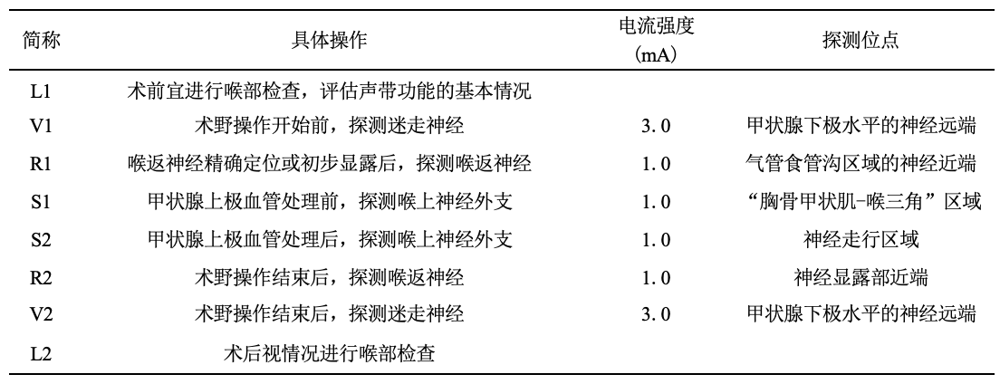 简称 具体操作 电流强度(mA) 探测位点
L1 术前宜进行喉部检查，评估声带功能的基本情况
V1 术野操作开始前，探测迷走神经 3.0 甲状腺下极水平的神经远端
R1 喉返神经精确定位或初步显露后，探测喉返神经 1.0 气管食管沟区域的神经近端
S1 甲状腺上极血管处理前，探测喉上神经外支 1.0 “胸骨甲状肌-喉三角”区域
S2 甲状腺上极血管处理后，探测喉上神经外支 1.0 神经走行区域
R2 术野操作结束后，探测喉返神经 1.0 神经显露部近端
V2 术野操作结束后，探测迷走神经 3.0 甲状腺下极水平的神经远端
L2 术后视情况进行喉部检查